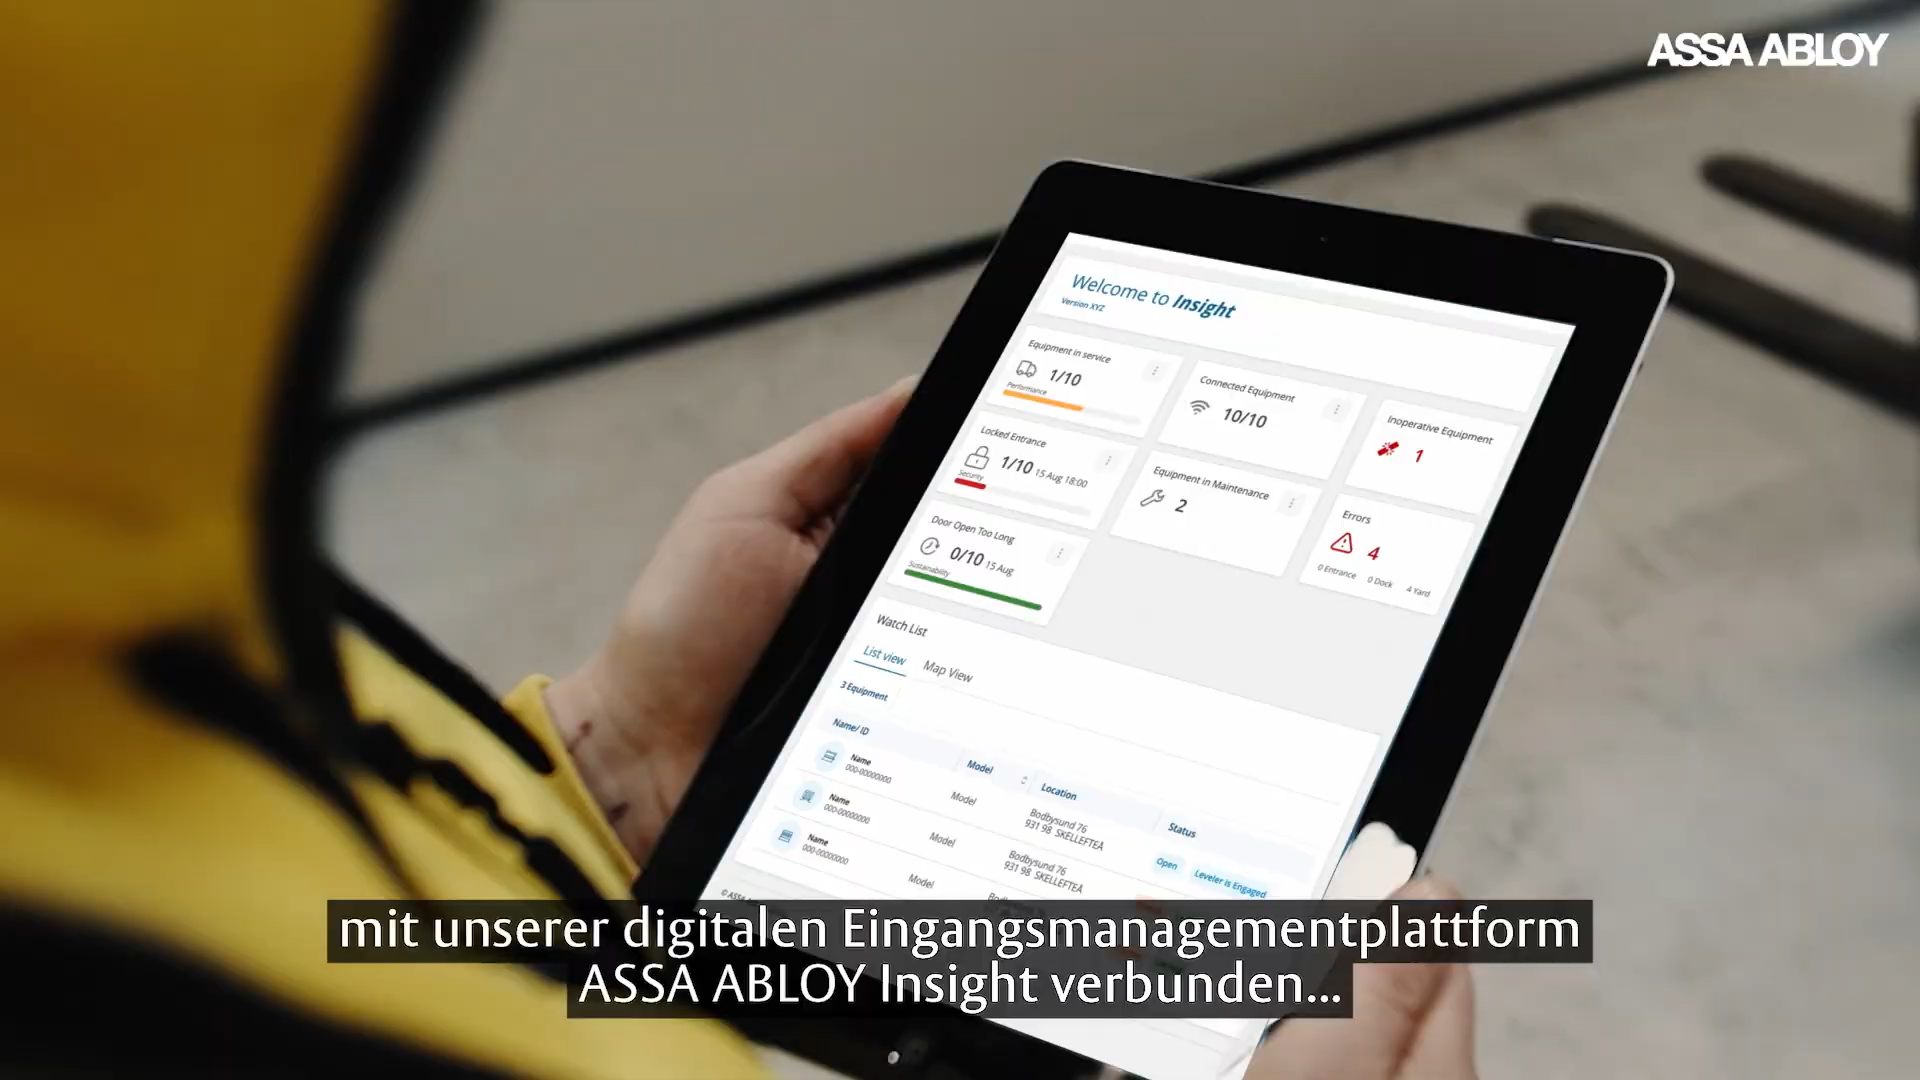 ASSA ABLOY
Welcome to Insight
Version XYZ
Equipment in service
1/10
Performance
Connected Equipment
10/10
Inoperative Equipment
1
Locked Entrance
1/10 15 Aug 18:00
Security
Equipment in Maintenance
2
Errors
4
0 Entrance 0 Dock 4 Yard
Door Open Too Long
0/10 15 Aug
Sustainability
Watch List
List view Map View
3 Equipment
Name/ ID Model Location Status
Name
000-00000000
Model
Bodbysund 76
931 98 SKELLEFTEA
Open Leveler is Engaged
Name
000-00000000
Model
Bodbysund 76
931 98 SKELLEFTEA
Name
000-00000000
Model
© ASSA
mit unserer digitalen Eingangsmanagementplattform
ASSA ABLOY Insight verbunden...